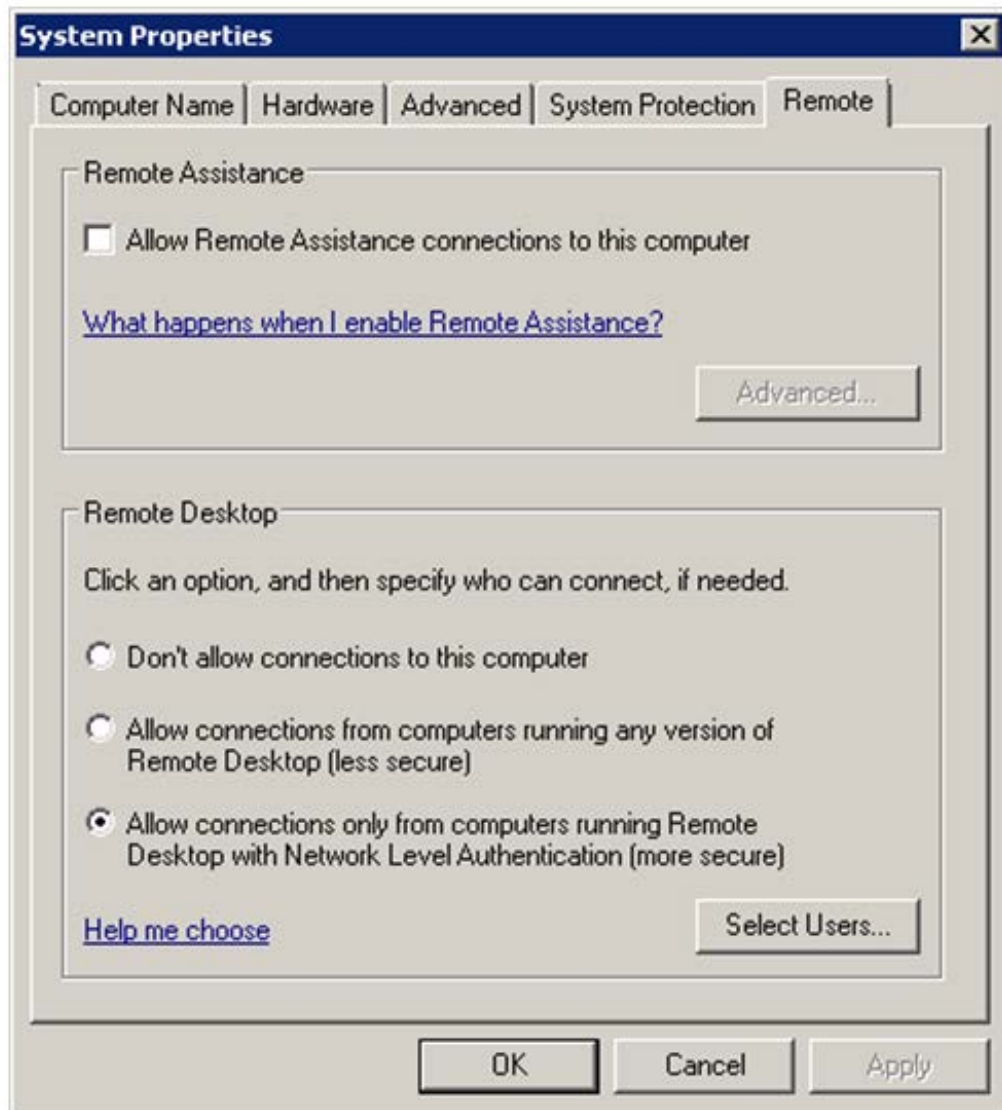 System Properties
Computer Name
Hardware
Advanced
System Protection
Remote
Remote Assistance
Allow Remote Assistance connections to this computer
What happens when I enable Remote Assistance?
Advanced...
Remote Desktop
Click an option, and then specify who can connect, if needed.
Don't allow connections to this computer
Allow connections from computers running any version of
Remote Desktop (less secure)
Allow connections only from computers running Remote
Desktop with Network Level Authentication (more secure)
Help me choose
Select Users...
OK
Cancel
Apply